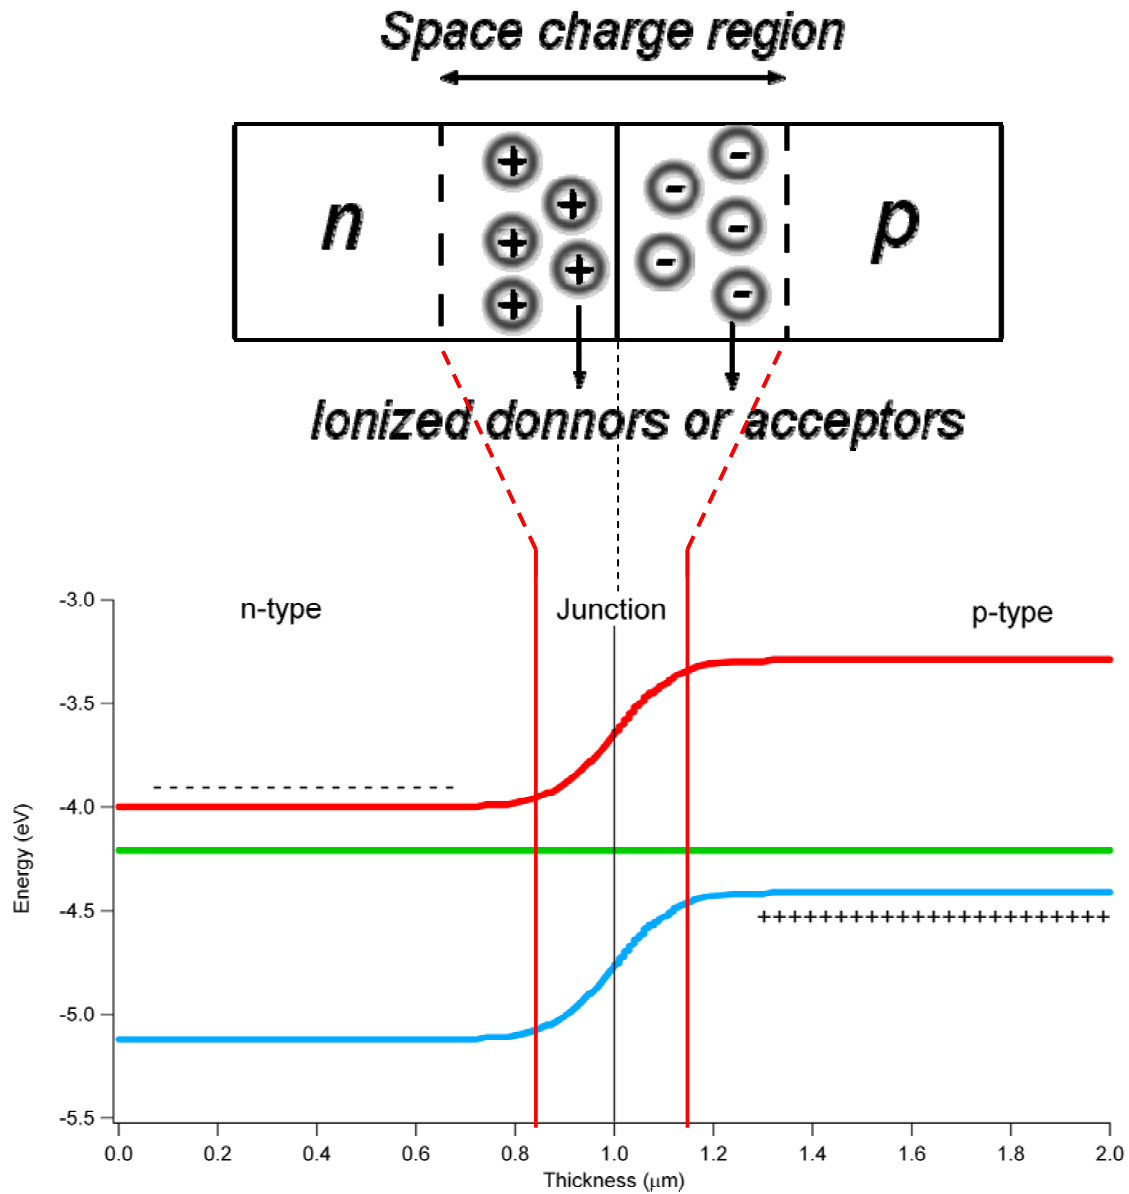 Space charge region
n
+ + + + +
- - - - -
p
Ionized donnors or acceptors
n-type
Junction
p-type
-3.0
-3.5
-4.0
-4.5
-5.0
-5.5
Energy (eV)
- - - - - - - - - - - - - - - - - - - -
+++++++++++++++++++++++
0.0 0.2 0.4 0.6 0.8 1.0 1.2 1.4 1.6 1.8 2.0
Thickness (μm)